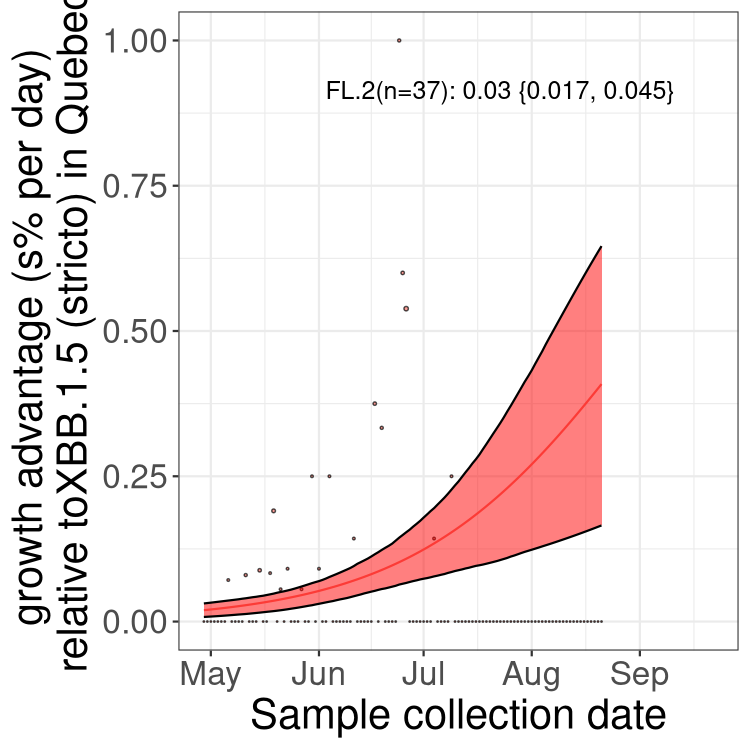 growth advantage (s% per day)
relative toXBB.1.5 (stricto) in Quebec
1.00
0.75
0.50
0.25
0.00
FL.2(n=37): 0.03 {0.017, 0.045}
May Jun Jul Aug Sep
Sample collection date